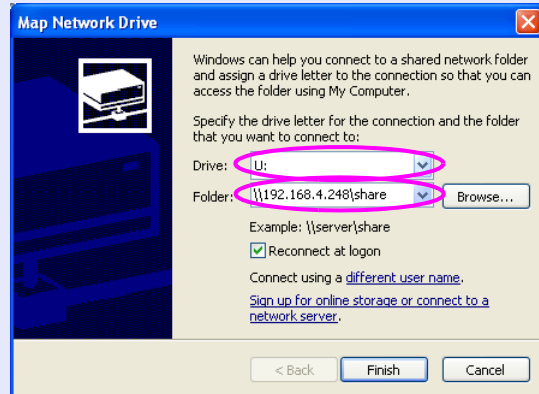 Map Network Drive
Windows can help you connect to a shared network folder
and assign a drive letter to the connection so that you can
access the folder using My Computer.
Specify the drive letter for the connection and the folder
that you want to connect to:
Drive: U:
Folder: \\192.168.4.248\share Browse...
Example: \\server\share
Reconnect at logon
Connect using a different user name.
Sign up for online storage or connect to a
network server.
< Back Finish Cancel